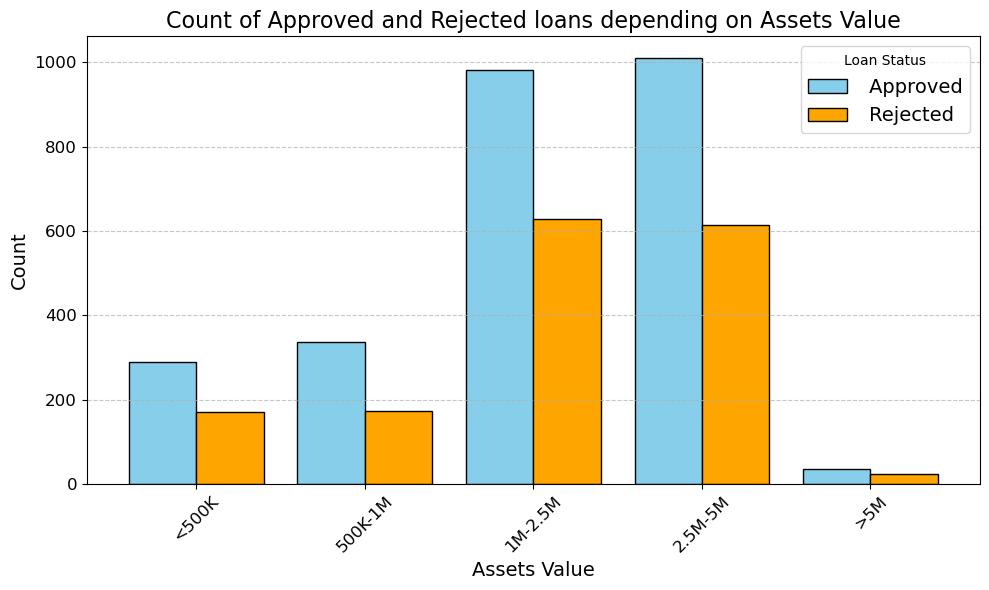 Count of Approved and Rejected loans depending on Assets Value
Loan Status
Approved
Rejected
Count
1000
800
600
400
200
0
<500K
500K-1M
1M-2.5M
2.5M-5M
>5M
Assets Value